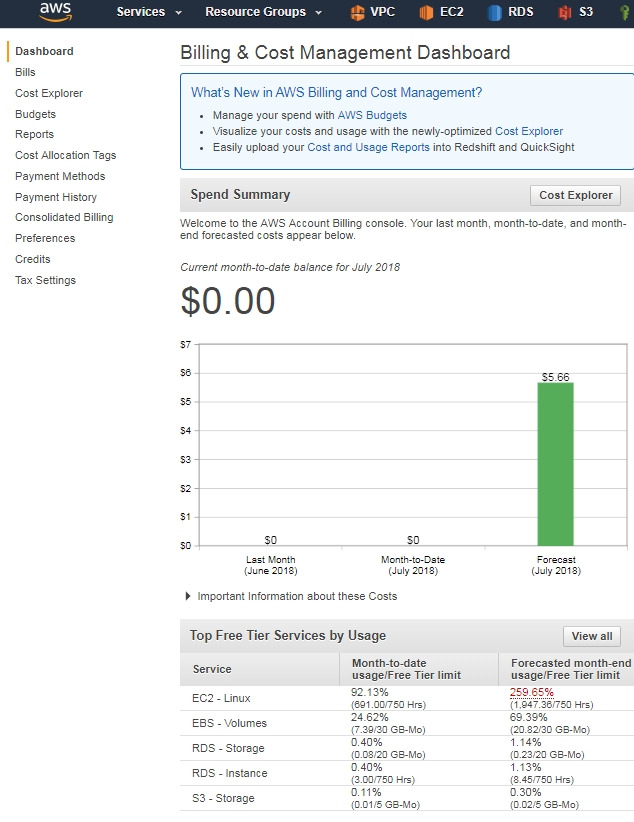 aws Services Resource Groups VPC EC2 RDS S3
Dashboard
Bills
Cost Explorer
Budgets
Reports
Cost Allocation Tags
Payment Methods
Payment History
Consolidated Billing
Preferences
Credits
Tax Settings
Billing & Cost Management Dashboard
What's New in AWS Billing and Cost Management?
• Manage your spend with AWS Budgets
• Visualize your costs and usage with the newly-optimized Cost Explorer
• Easily upload your Cost and Usage Reports into Redshift and QuickSight
Spend Summary Cost Explorer
Welcome to the AWS Account Billing console. Your last month, month-to-date, and month-
end forecasted costs appear below.
Current month-to-date balance for July 2018
$0.00
$7
$6
$5
$4
$3
$2
$1
$0
$0 $0 $5.66
Last Month Month-to-Date Forecast
(June 2018) (July 2018) (July 2018)
Important Information about these Costs
Top Free Tier Services by Usage View all
Service
Month-to-date
usage/Free Tier limit
Forecasted month-end
usage/Free Tier limit
EC2 - Linux
92.13%
(691.00/750 Hrs)
259.65%
(1,947.36/750 Hrs)
EBS - Volumes
24.62%
(7.39/30 GB-Mo)
69.39%
(20.82/30 GB-Mo)
RDS - Storage
0.40%
(0.08/20 GB-Mo)
1.14%
(0.23/20 GB-Mo)
RDS - Instance
0.40%
(3.00/750 Hrs)
1.13%
(8.45/750 Hrs)
S3 - Storage
0.11%
(0.01/5 GB-Mo)
0.30%
(0.02/5 GB-Mo)